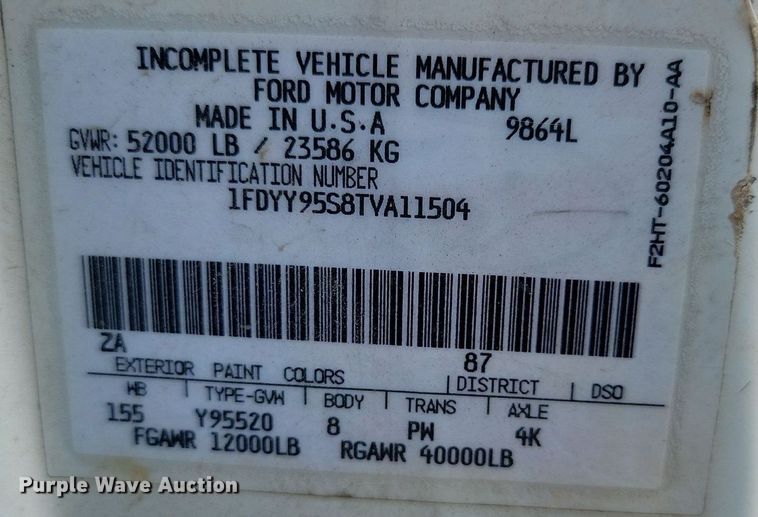 INCOMPLETE VEHICLE MANUFACTURED BY
FORD MOTOR COMPANY
MADE IN U.S.A 9864L
GVWR: 52000 LB / 23586 KG
VEHICLE IDENTIFICATION NUMBER
1FDYY95S8TVA11504
F2HT-60204A10-AA
ZA 87
EXTERIOR PAINT COLORS DISTRICT DSO
WB TYPE-GVW BODY TRANS AXLE
155 Y95520 8 PW 4K
FGAWR 12000LB RGAWR 40000LB
Purple Wave Auction